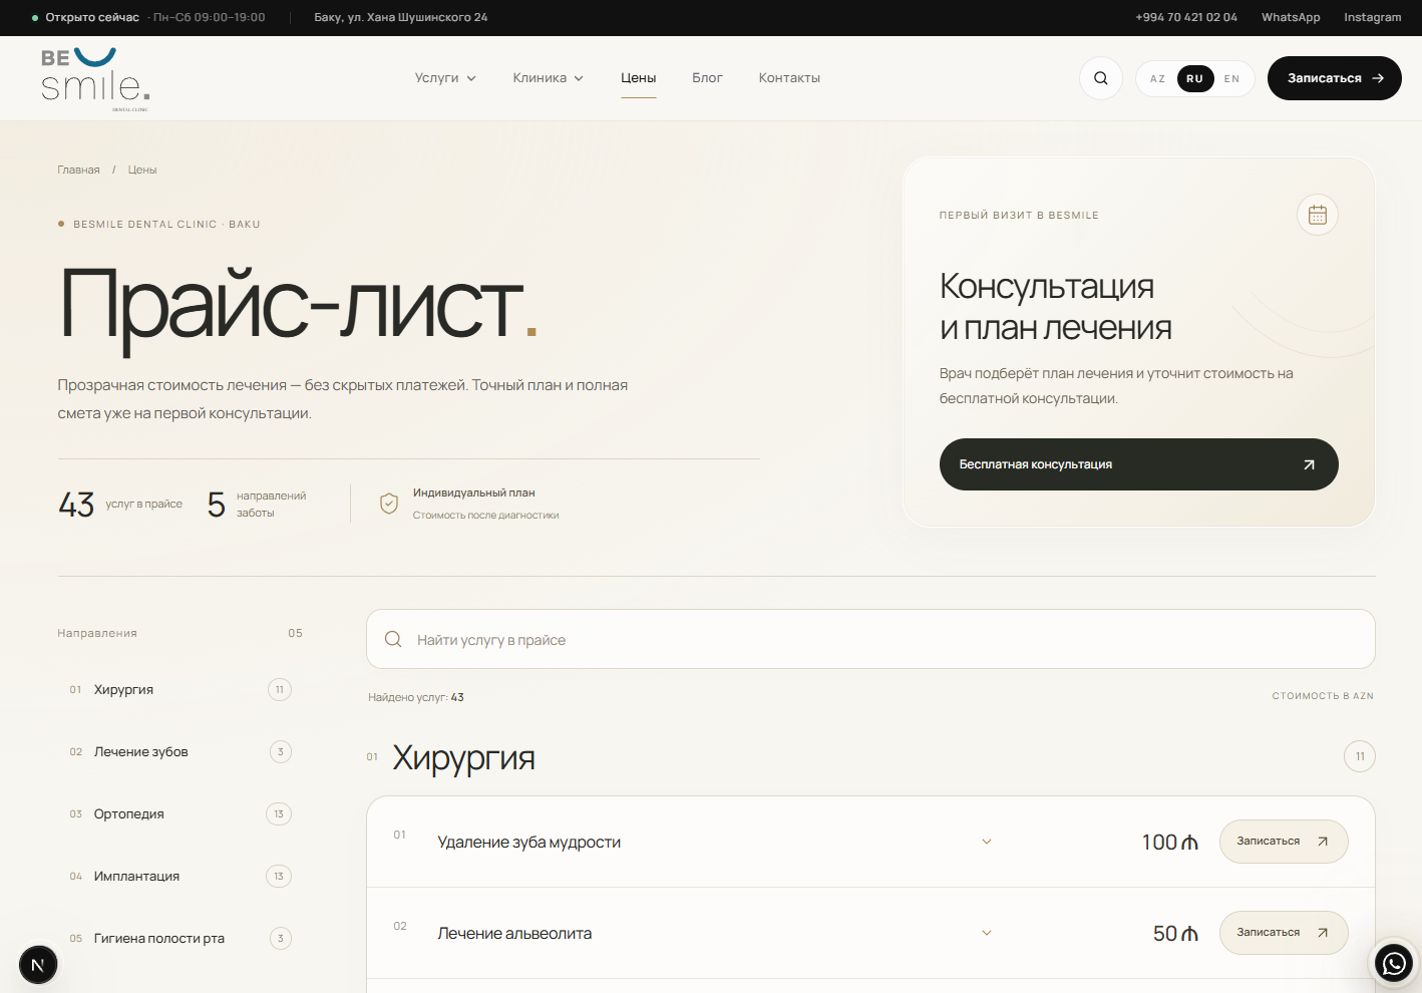 Открыто сейчас · Пн–Сб 09:00–19:00
Баку, ул. Хана Шушинского 24
+994 70 421 02 04
WhatsApp
Instagram
BE
smile.
DENTAL CLINIC
Услуги
Клиника
Цены
Блог
Контакты
AZ
RU
EN
Записаться
Главная / Цены
BESMILE DENTAL CLINIC · BAKU
Прайс-лист.
Прозрачная стоимость лечения — без скрытых платежей. Точный план и полная
смета уже на первой консультации.
43 услуг в прайсе
5 направлений
заботы
Индивидуальный план
Стоимость после диагностики
ПЕРВЫЙ ВИЗИТ В BESMILE
Консультация
и план лечения
Врач подберёт план лечения и уточнит стоимость на
бесплатной консультации.
Бесплатная консультация
Направления 05
01 Хирургия 11
02 Лечение зубов 3
03 Ортопедия 13
04 Имплантация 13
05 Гигиена полости рта 3
N
Найти услугу в прайсе
Найдено услуг: 43
СТОИМОСТЬ В AZN
01 Хирургия 11
01 Удаление зуба мудрости 100 ₼ Записаться
02 Лечение альвеолита 50 ₼ Записаться